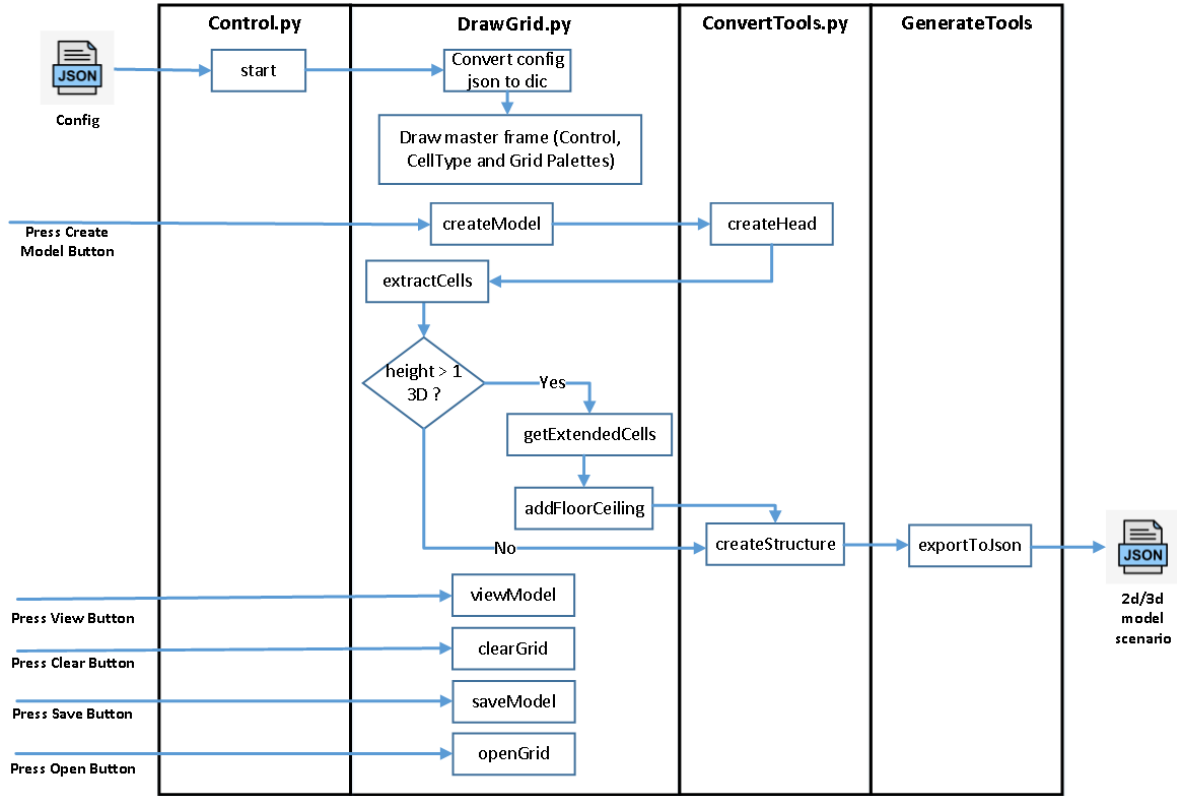 Control.py
DrawGrid.py
ConvertTools.py
GenerateTools
JSON
Config
start
Convert config
json to dic
Draw master frame (Control,
CellType and Grid Palettes)
Press Create
Model Button
createModel
createHead
extractCells
height > 1
3D ?
Yes
getExtendedCells
addFloorCeiling
No
createStructure
exportToJson
JSON
2d/3d
model
scenario
Press View Button
viewModel
Press Clear Button
clearGrid
Press Save Button
saveModel
Press Open Button
openGrid